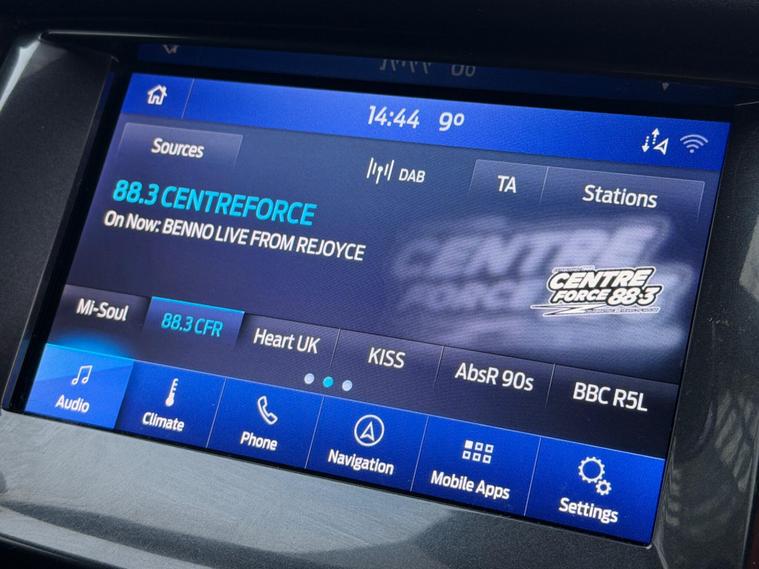 14:44 9°
Sources
DAB
TA
Stations
88.3 CENTREFORCE
On Now: BENNO LIVE FROM REJOYCE
CENTRE
FORCE 88·3
Mi-Soul
88.3 CFR
Heart UK
KISS
AbsR 90s
BBC R5L
Audio
Climate
Phone
Navigation
Mobile Apps
Settings